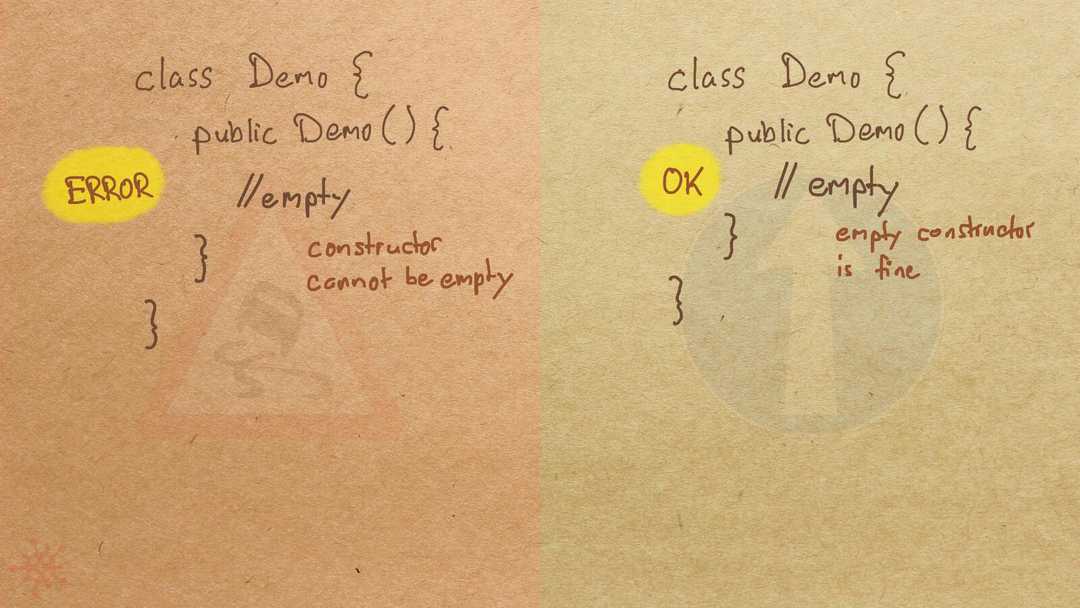 class Demo {
public Demo() {
ERROR
//empty
}
constructor
cannot be empty
}
class Demo {
public Demo() {
OK
// empty
}
empty constructor
is fine
}